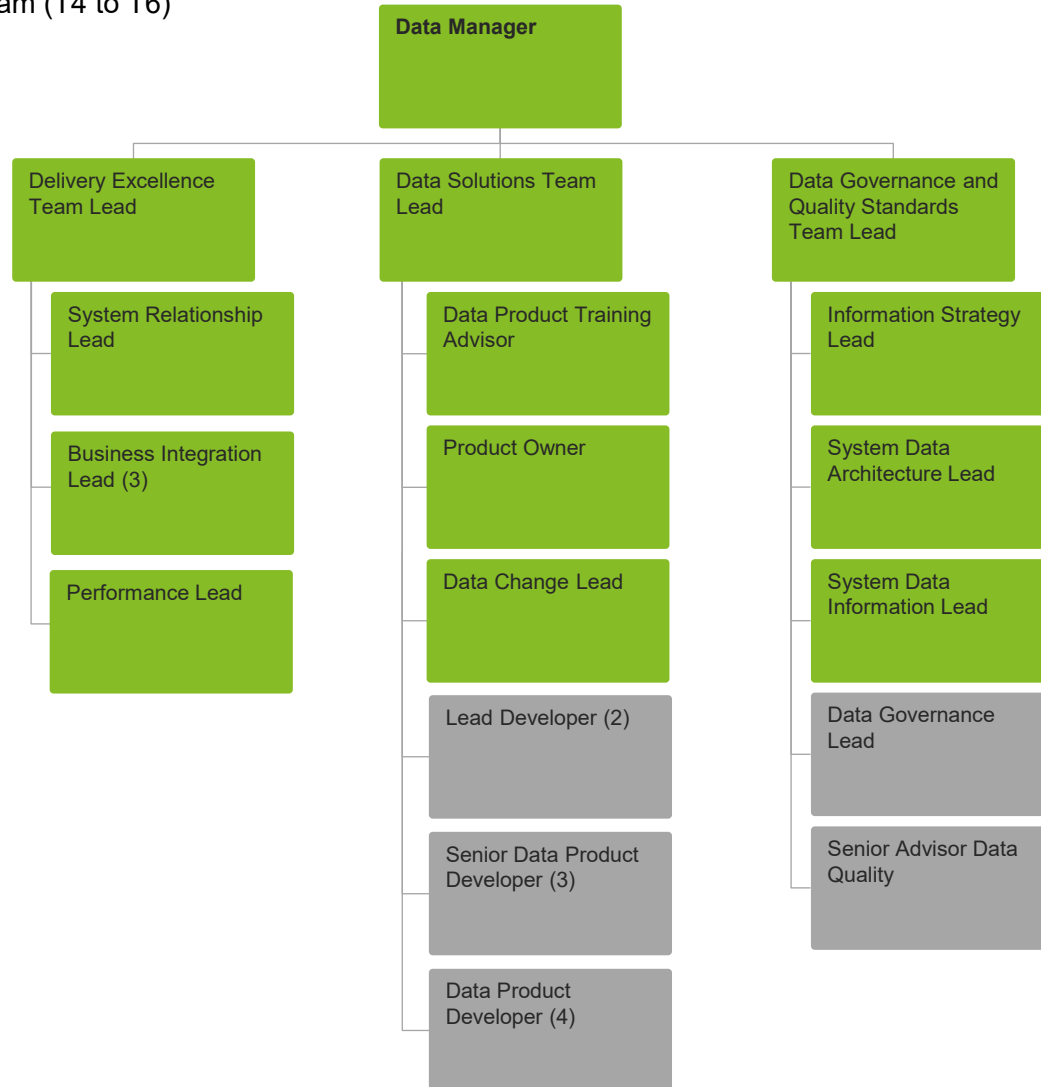 (14 to 16)
Data Manager
Delivery Excellence
Team Lead
System Relationship
Lead
Business Integration
Lead (3)
Performance Lead
Data Solutions Team
Lead
Data Product Training
Advisor
Product Owner
Data Change Lead
Lead Developer (2)
Senior Data Product
Developer (3)
Data Product
Developer (4)
Data Governance and
Quality Standards
Team Lead
Information Strategy
Lead
System Data
Architecture Lead
System Data
Information Lead
Data Governance
Lead
Senior Advisor Data
Quality